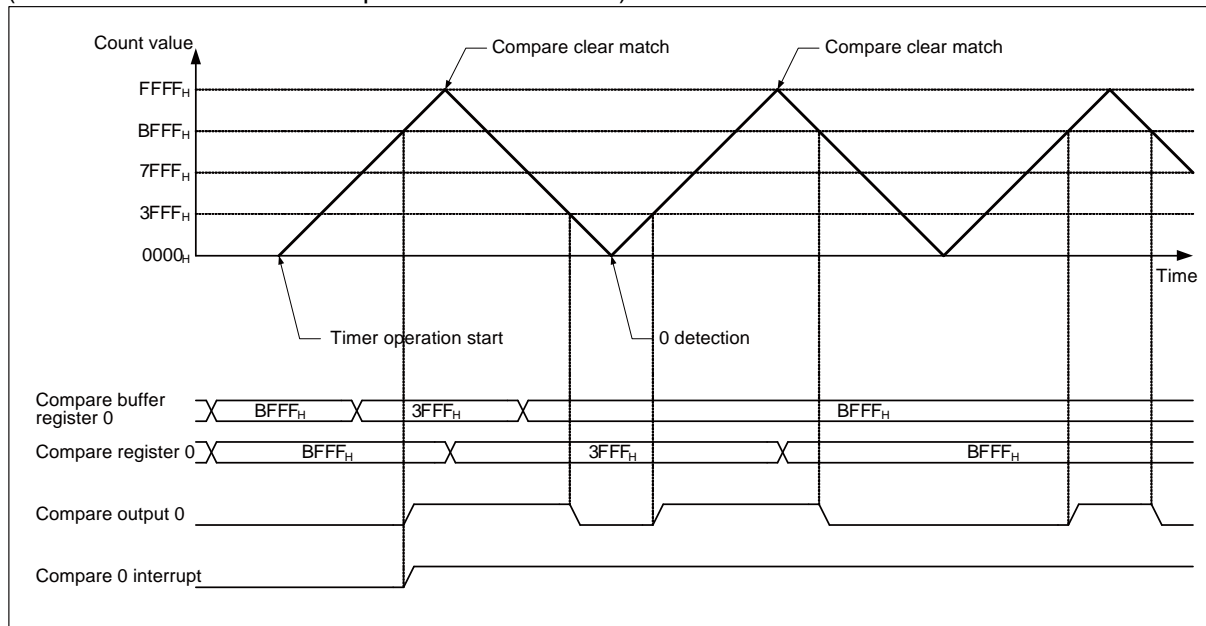 Count value
Compare clear match
Compare clear match
FFFFH
BFFFH
7FFFH
3FFFH
0000H
Time
Timer operation start
0 detection
Compare buffer
register 0
BFFFH
3FFFH
BFFFH
Compare register 0
BFFFH
3FFFH
BFFFH
Compare output 0
Compare 0 interrupt